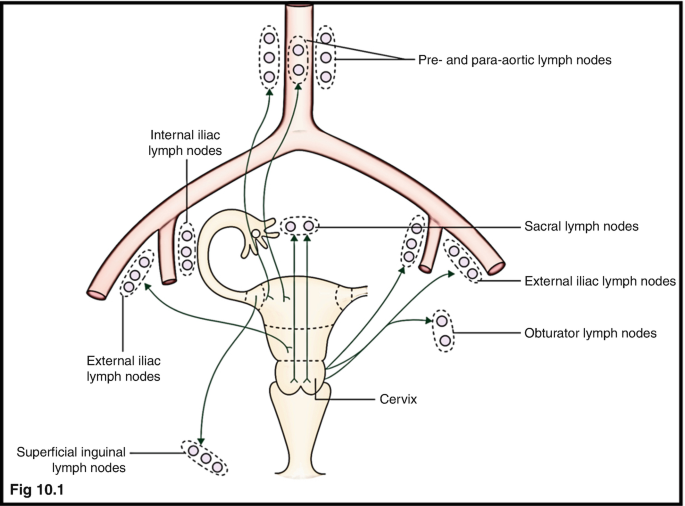 Pre- and para-aortic lymph nodes
Internal iliac
lymph nodes
Sacral lymph nodes
External iliac lymph nodes
Obturator lymph nodes
External iliac
lymph nodes
Cervix
Superficial inguinal
lymph nodes
Fig 10.1